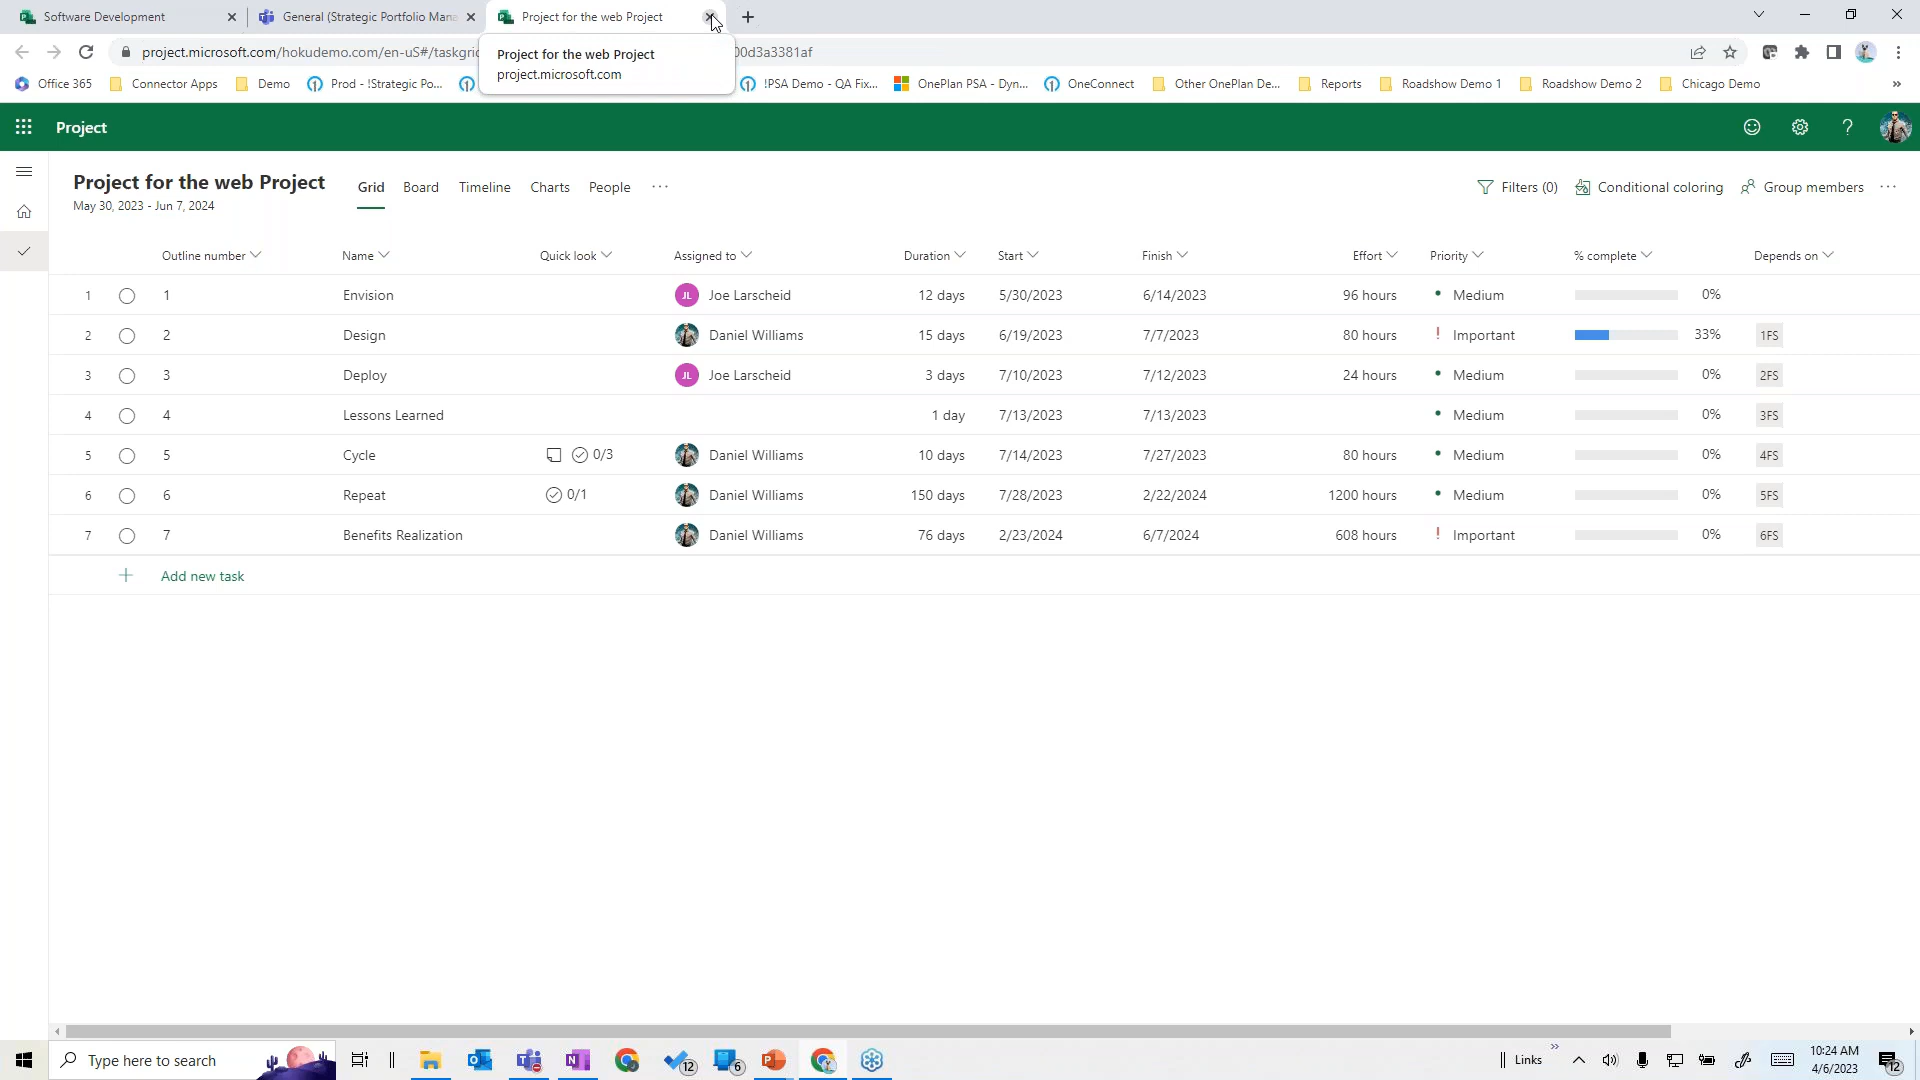 Software Development
General (Strategic Portfolio Mana
Project for the web Project
project.microsoft.com/hokudemo.com/en-uS#/taskgri
00d3a3381af
Project for the web Project
project.microsoft.com
Office 365
Connector Apps
Demo
Prod - !Strategic Po...
!PSA Demo - QA Fix...
OnePlan PSA - Dyn...
OneConnect
Other OnePlan De...
Reports
Roadshow Demo 1
Roadshow Demo 2
Chicago Demo
»
Project
?
Project for the web Project
May 30, 2023 - Jun 7, 2024
Grid Board Timeline Charts People ···
Filters (0) Conditional coloring Group members ···
Outline number Name Quick look Assigned to Duration Start Finish Effort Priority % complete Depends on
1 1 Envision JL Joe Larscheid 12 days 5/30/2023 6/14/2023 96 hours Medium 0%
2 2 Design Daniel Williams 15 days 6/19/2023 7/7/2023 80 hours ! Important 33% 1FS
3 3 Deploy JL Joe Larscheid 3 days 7/10/2023 7/12/2023 24 hours Medium 0% 2FS
4 4 Lessons Learned 1 day 7/13/2023 7/13/2023 Medium 0% 3FS
5 5 Cycle 0/3 Daniel Williams 10 days 7/14/2023 7/27/2023 80 hours Medium 0% 4FS
6 6 Repeat 0/1 Daniel Williams 150 days 7/28/2023 2/22/2024 1200 hours Medium 0% 5FS
7 7 Benefits Realization Daniel Williams 76 days 2/23/2024 6/7/2024 608 hours ! Important 0% 6FS
+ Add new task
Type here to search
12
6
Links
»
10:24 AM
4/6/2023
12